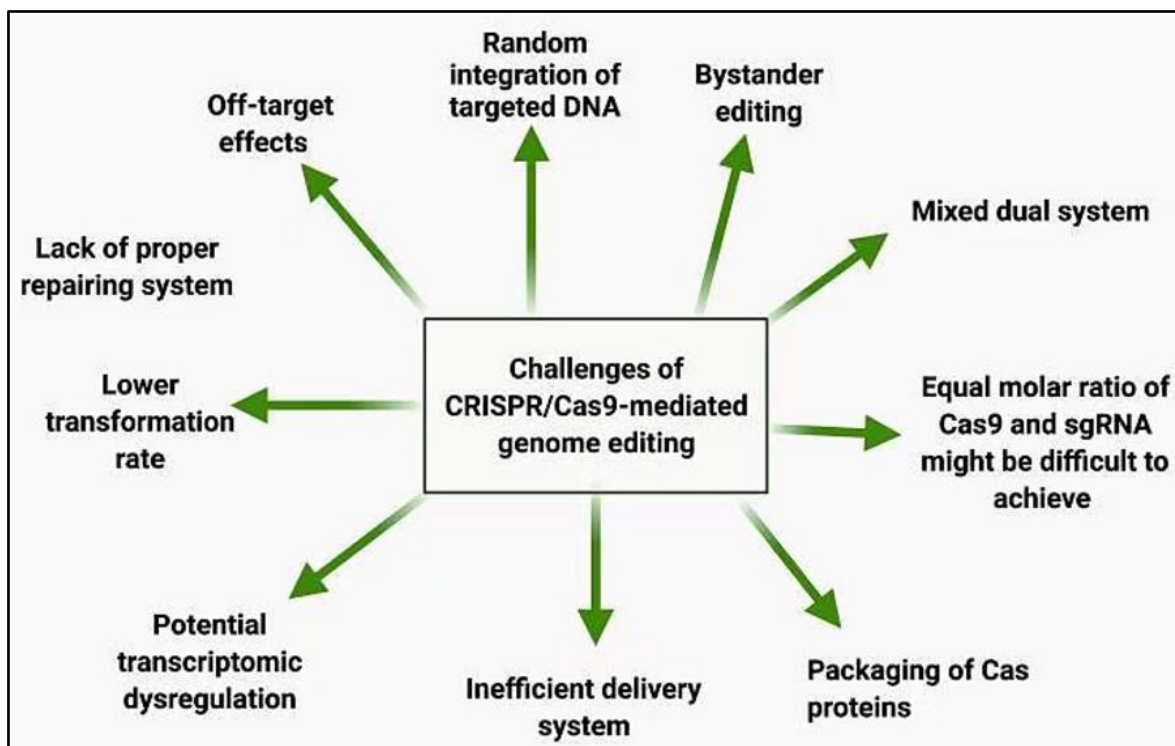 Random
integration of
targeted DNA
Bystander
editing
Off-target
effects
Mixed dual system
Lack of proper
repairing system
Challenges of
CRISPR/Cas9-mediated
genome editing
Lower
transformation
rate
Equal molar ratio of
Cas9 and sgRNA
might be difficult to
achieve
Potential
transcriptomic
dysregulation
Inefficient delivery
system
Packaging of Cas
proteins